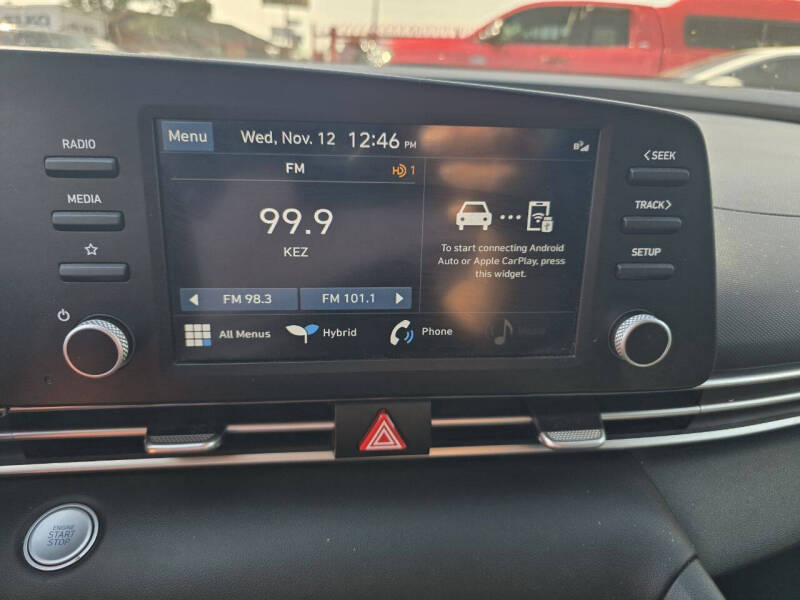 RADIO
MEDIA
Menu
Wed, Nov. 12 12:46 PM
FM
HD 1
99.9
KEZ
FM 98.3
FM 101.1
To start connecting Android
Auto or Apple CarPlay, press
this widget.
All Menus
Hybrid
Phone
SEEK
TRACK
SETUP
ENGINE
START
STOP